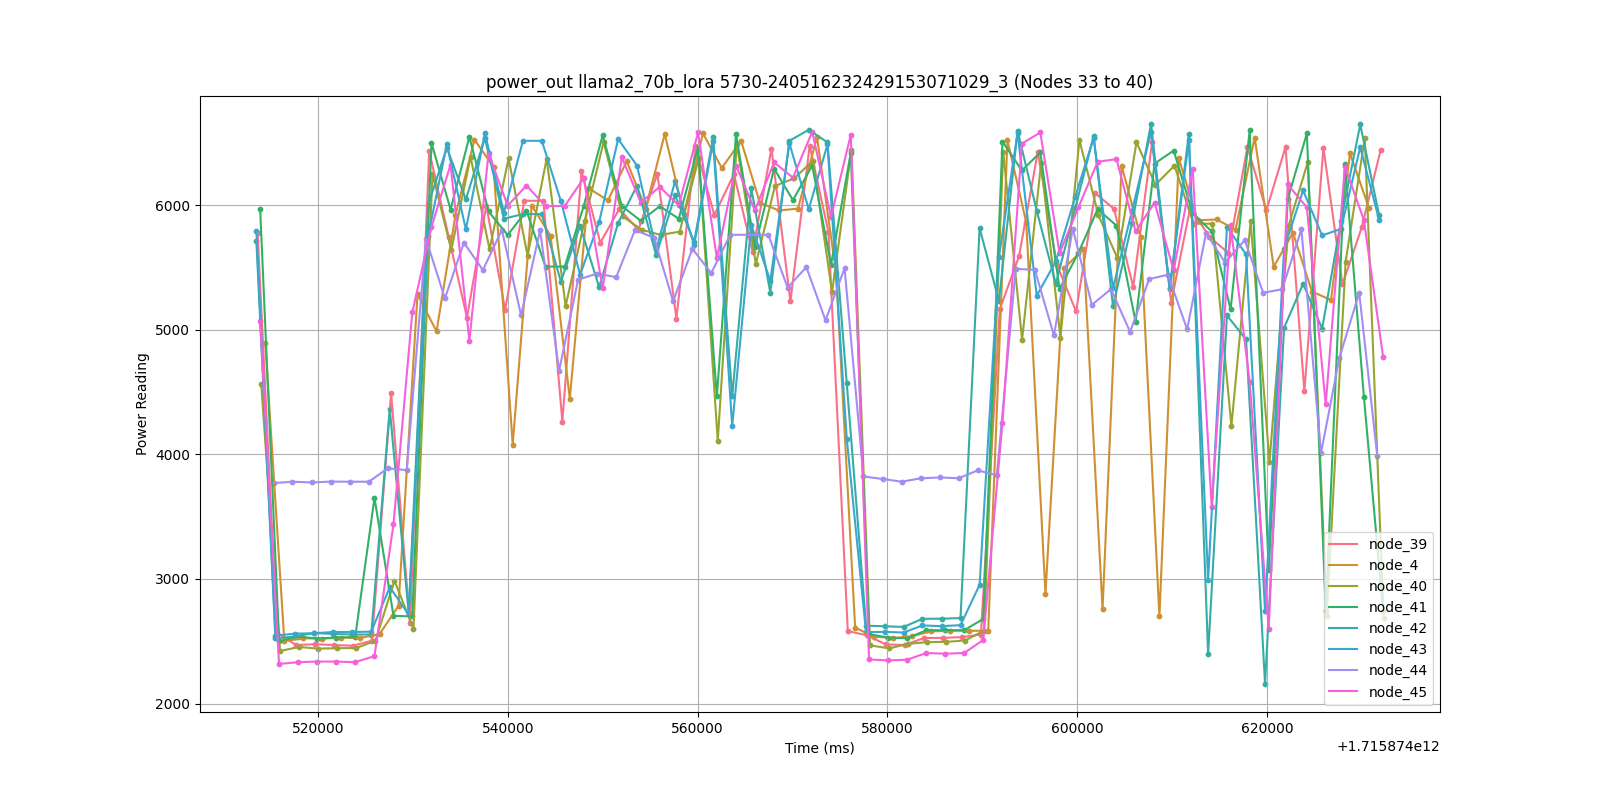 power_out llama2_70b_lora 5730-240516232429153071029_3 (Nodes 33 to 40)
Power Reading
6000
5000
4000
3000
2000
node_39
node_4
node_40
node_41
node_42
node_43
node_44
node_45
520000
540000
560000
580000
600000
620000
Time (ms)
+1.715874e12